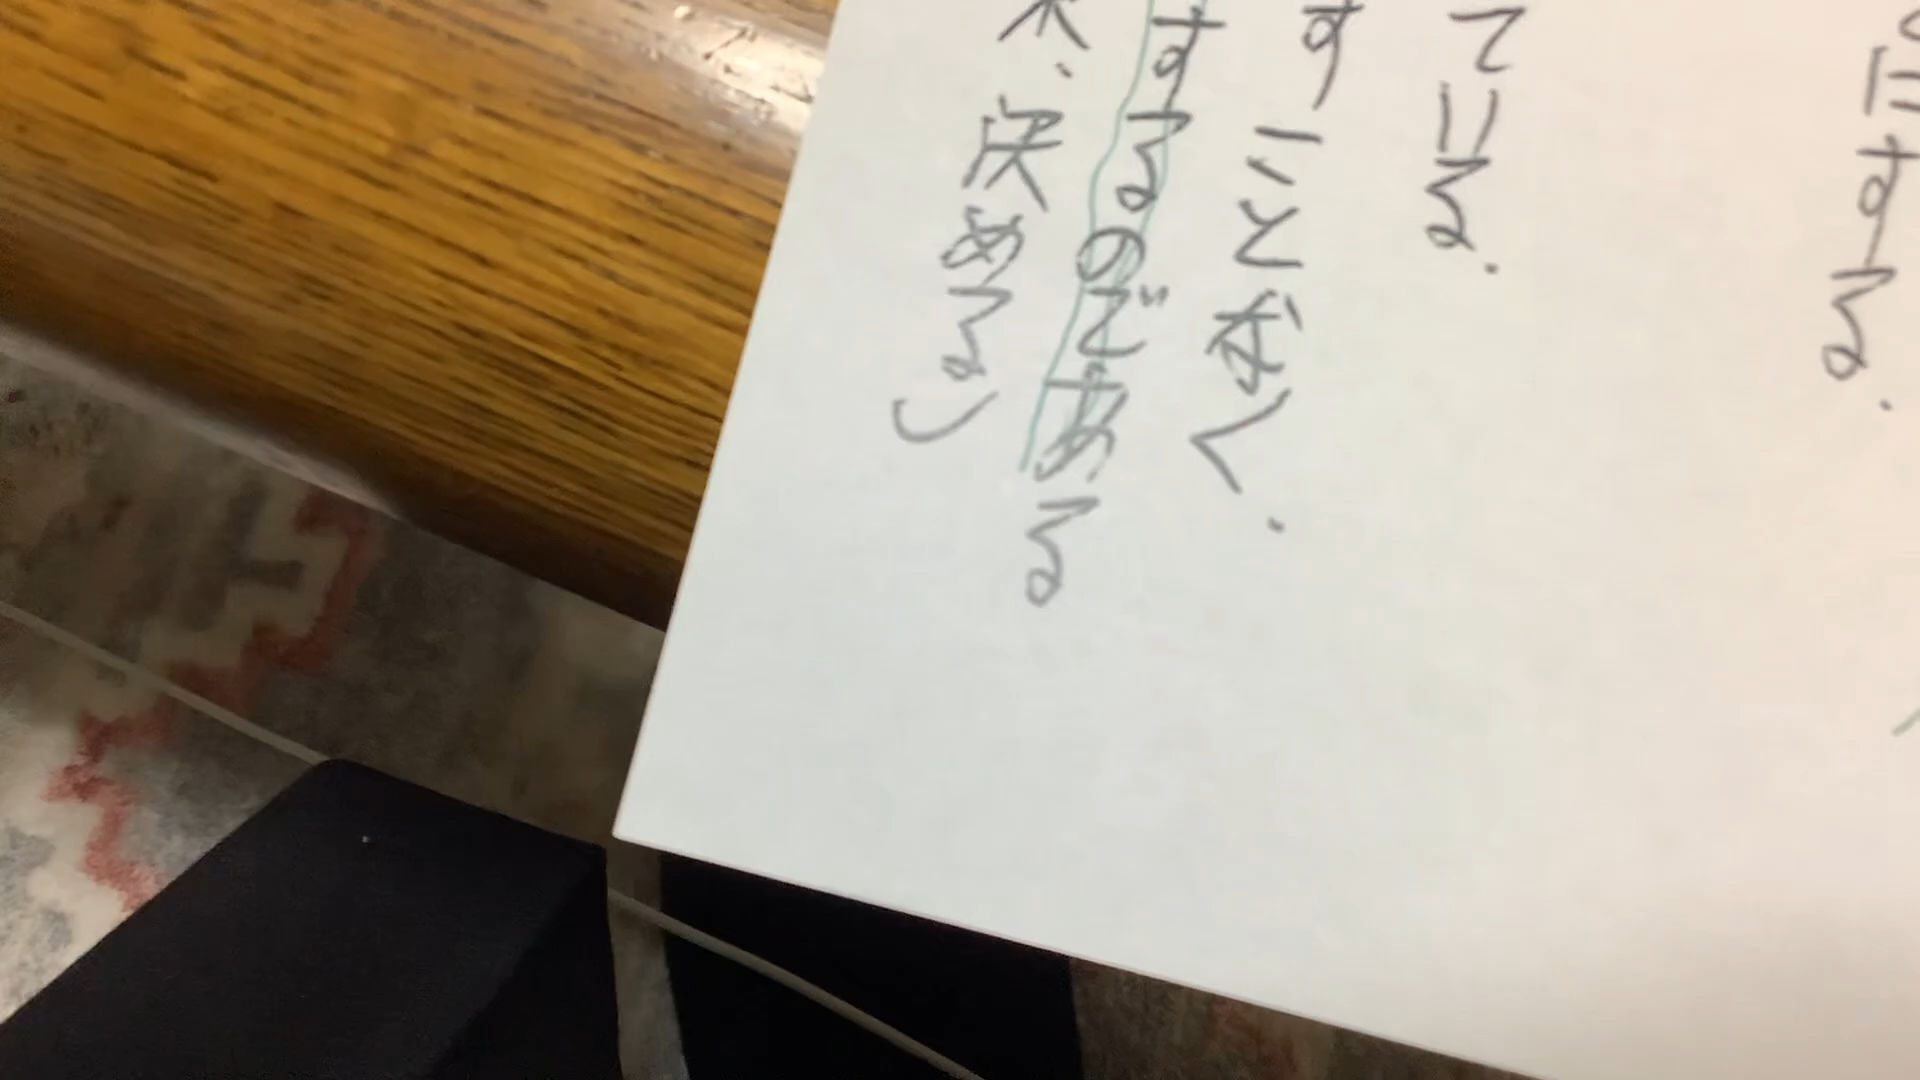 にする.
ている.
すことなく.
するのである
、決める)